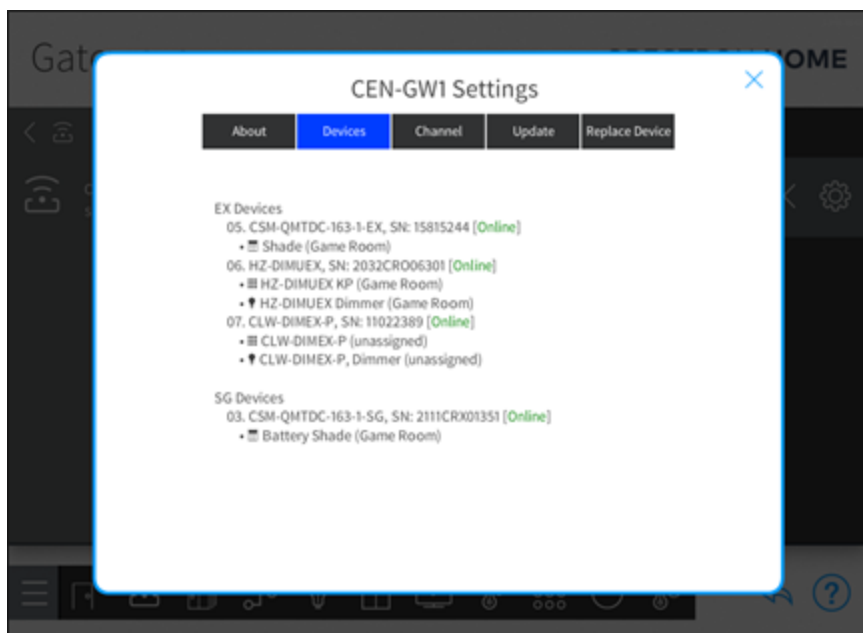 Gate
OME
CEN-GW1 Settings
About
Devices
Channel
Update
Replace Device
EX Devices
05. CSM-QMTDC-163-1-EX, SN: 15815244 [Online]
• Shade (Game Room)
06. HZ-DIMUEX, SN: 2032CRO06301 [Online]
• HZ-DIMUEX KP (Game Room)
• HZ-DIMUEX Dimmer (Game Room)
07. CLW-DIMEX-P, SN: 11022389 [Online]
• CLW-DIMEX-P (unassigned)
• CLW-DIMEX-P, Dimmer (unassigned)
SG Devices
03. CSM-QMTDC-163-1-SG, SN: 2111CRX01351 [Online]
• Battery Shade (Game Room)
?